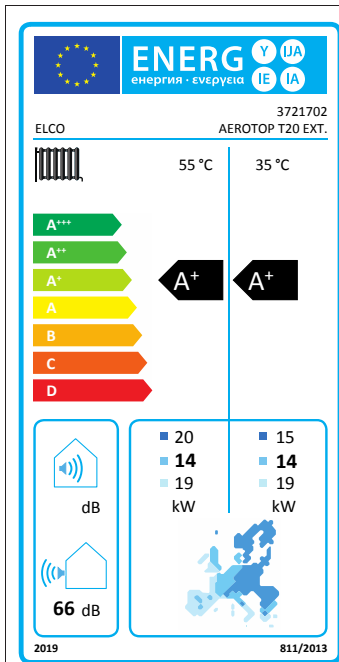 ENERG Y IJA
енергия · ενεργεια IE IA
3721702
ELCO AEROTOP T20 EXT.
55 °C 35 °C
A+++
A++
A+
A
B
C
D
A+ A+
20 15
14 14
19 19
kW kW
dB
66 dB
2019 811/2013